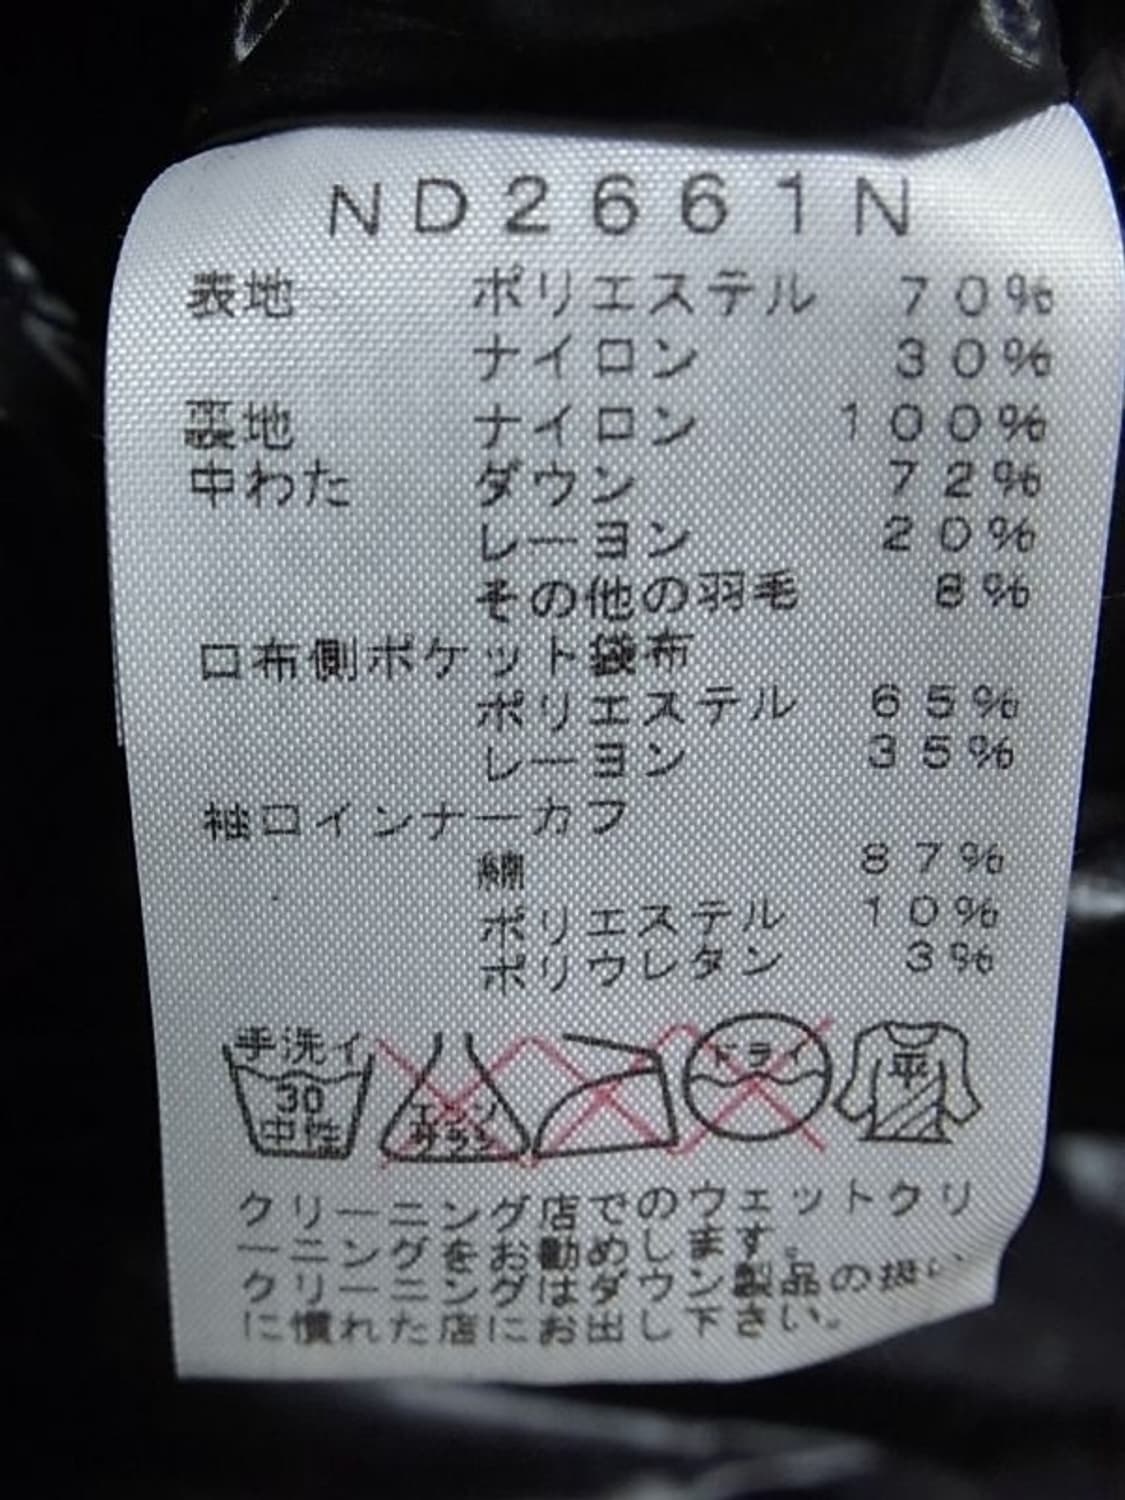 ND2661N
表地 ポリエステル 70%
ナイロン 30%
裏地 ナイロン 100%
中わた ダウン 72%
レーヨン 20%
その他の羽毛 8%
口布側ポケット袋布
ポリエステル 65%
レーヨン 35%
袖口インナーカフ
綿 87%
ポリエステル 10%
ポリウレタン 3%
手洗イ 30 中性 エンソサラシ ドライ 平
クリーニング店でのウェットクリ
ーニングをお勧めします。
クリーニングはダウン製品の扱い
に慣れた店にお出し下さい。